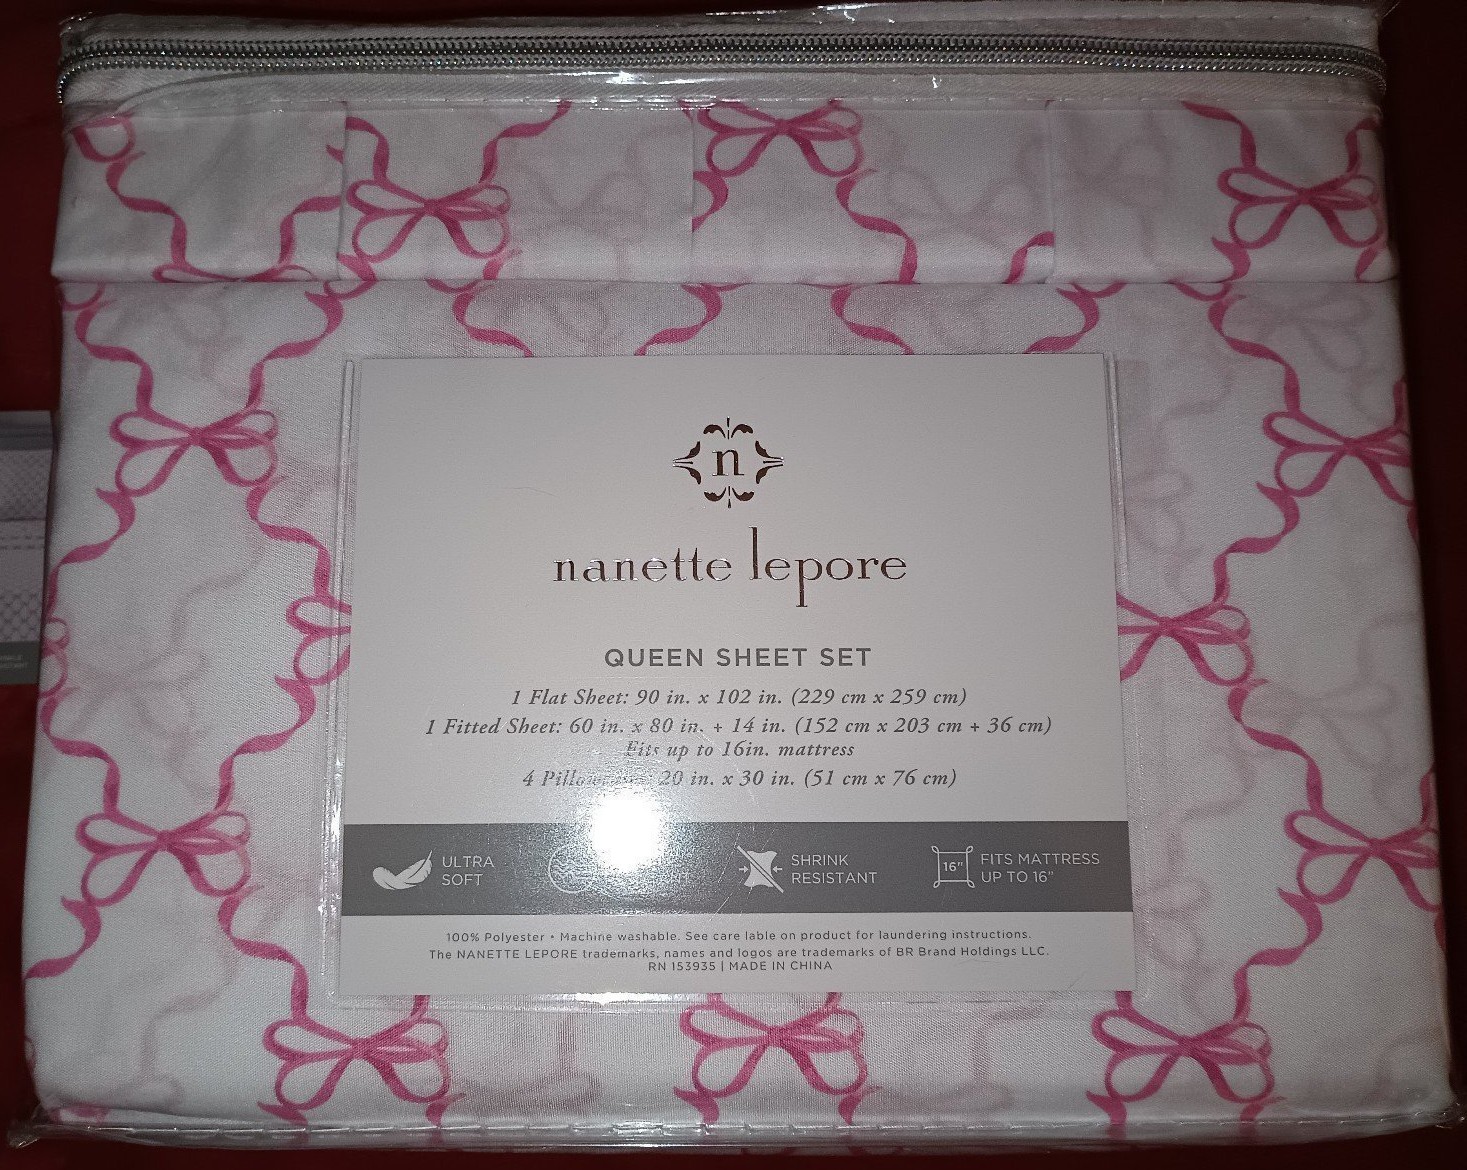 n
nanette lepore
QUEEN SHEET SET
1 Flat Sheet: 90 in. x 102 in. (229 cm x 259 cm)
1 Fitted Sheet: 60 in. x 80 in. + 14 in. (152 cm x 203 cm + 36 cm)
Fits up to 16in. mattress
4 20 in. x 30 in. (51 cm x 76 cm)
ULTRA
SOFT
SHRINK
RESISTANT
16"
FITS MATTRESS
UP TO 16"
100% Polyester • Machine washable. See care lable on product for laundering instructions.
The NANETTE LEPORE trademarks, names and logos are trademarks of BR Brand Holdings LLC.
RN 153935 | MADE IN CHINA